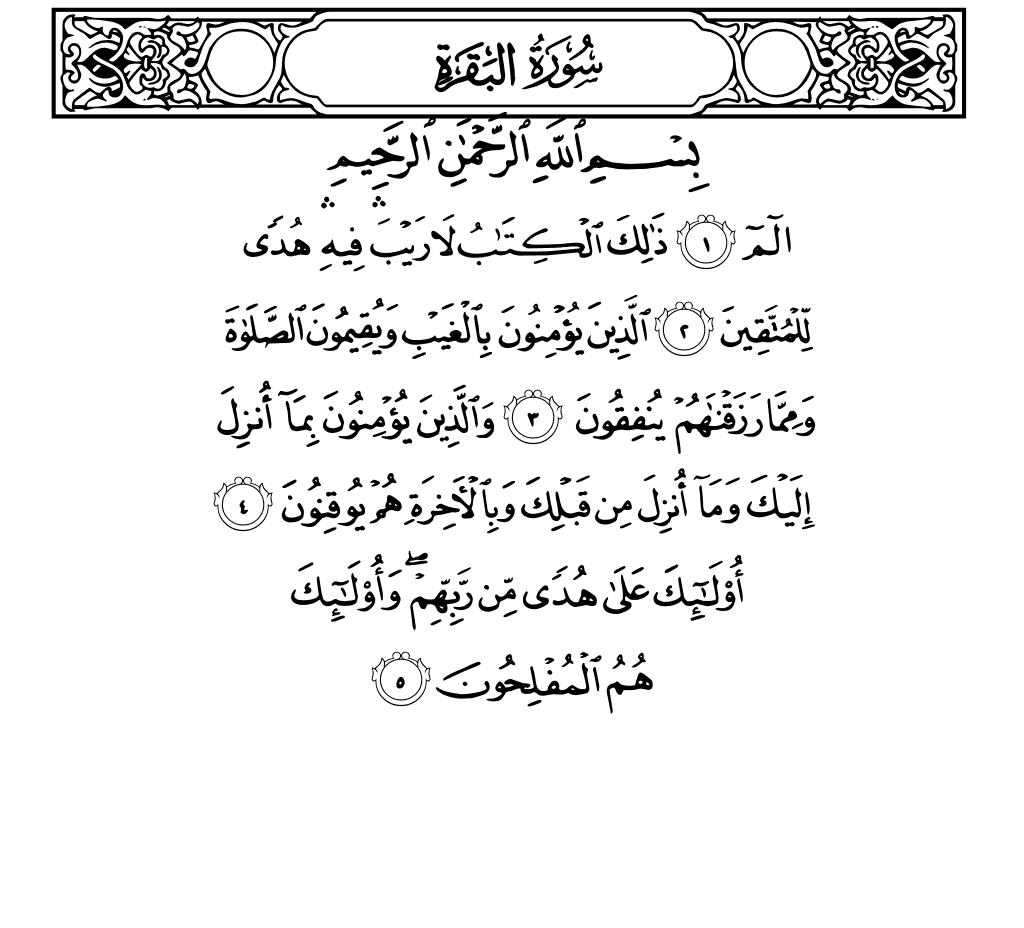 سُورَةُ البَقَرَةِ
بِسْمِ ٱللَّهِ ٱلرَّحْمَٰنِ ٱلرَّحِيمِ
الٓمٓ ١ ذَٰلِكَ ٱلْكِتَٰبُ لَا رَيْبَۛ فِيهِۛ هُدًى
لِّلْمُتَّقِينَ ٢ ٱلَّذِينَ يُؤْمِنُونَ بِٱلْغَيْبِ وَيُقِيمُونَ ٱلصَّلَوٰةَ
وَمِمَّا رَزَقْنَٰهُمْ يُنفِقُونَ ٣ وَٱلَّذِينَ يُؤْمِنُونَ بِمَآ أُنزِلَ
إِلَيْكَ وَمَآ أُنزِلَ مِن قَبْلِكَ وَبِٱلْأَخِرَةِ هُمْ يُوقِنُونَ ٤
أُو۟لَٰٓئِكَ عَلَىٰ هُدًى مِّن رَّبِّهِمْۖ وَأُو۟لَٰٓئِكَ
هُمُ ٱلْمُفْلِحُونَ ٥